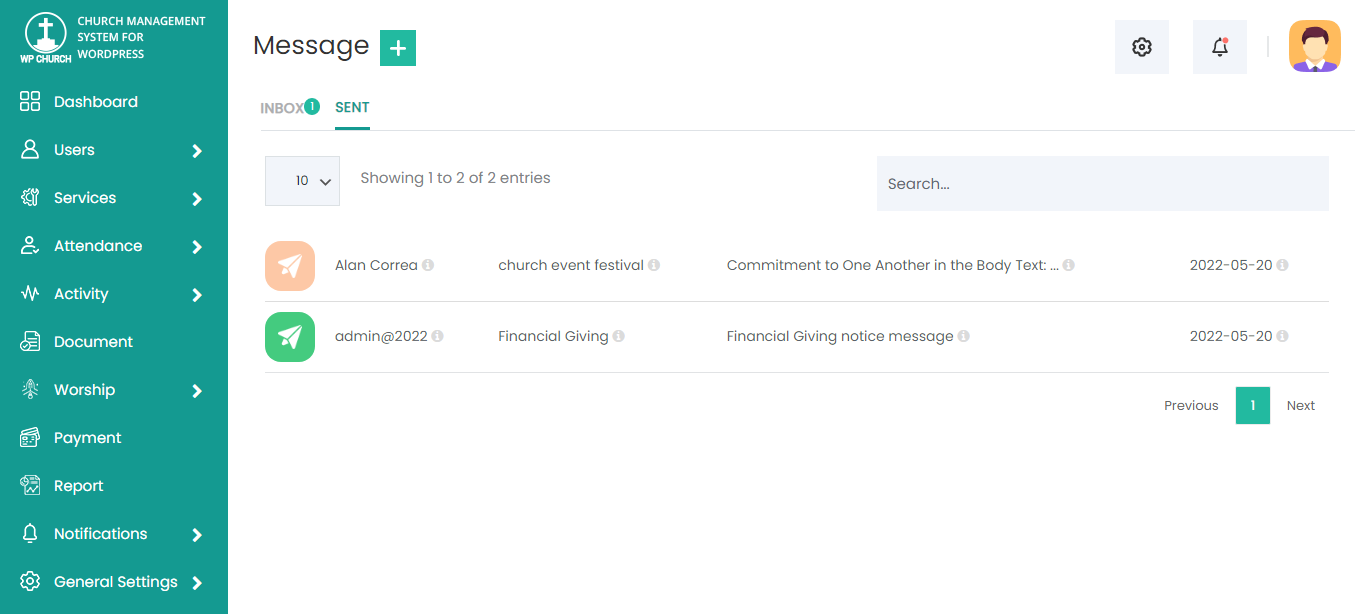 CHURCH MANAGEMENT
SYSTEM FOR
WORDPRESS
WP CHURCH
Dashboard
Users
Services
Attendance
Activity
Document
Worship
Payment
Report
Notifications
General Settings
Message +
INBOX 1 SENT
10 Showing 1 to 2 of 2 entries Search...
Alan Correa church event festival Commitment to One Another in the Body Text: ... 2022-05-20
admin@2022 Financial Giving Financial Giving notice message 2022-05-20
Previous 1 Next